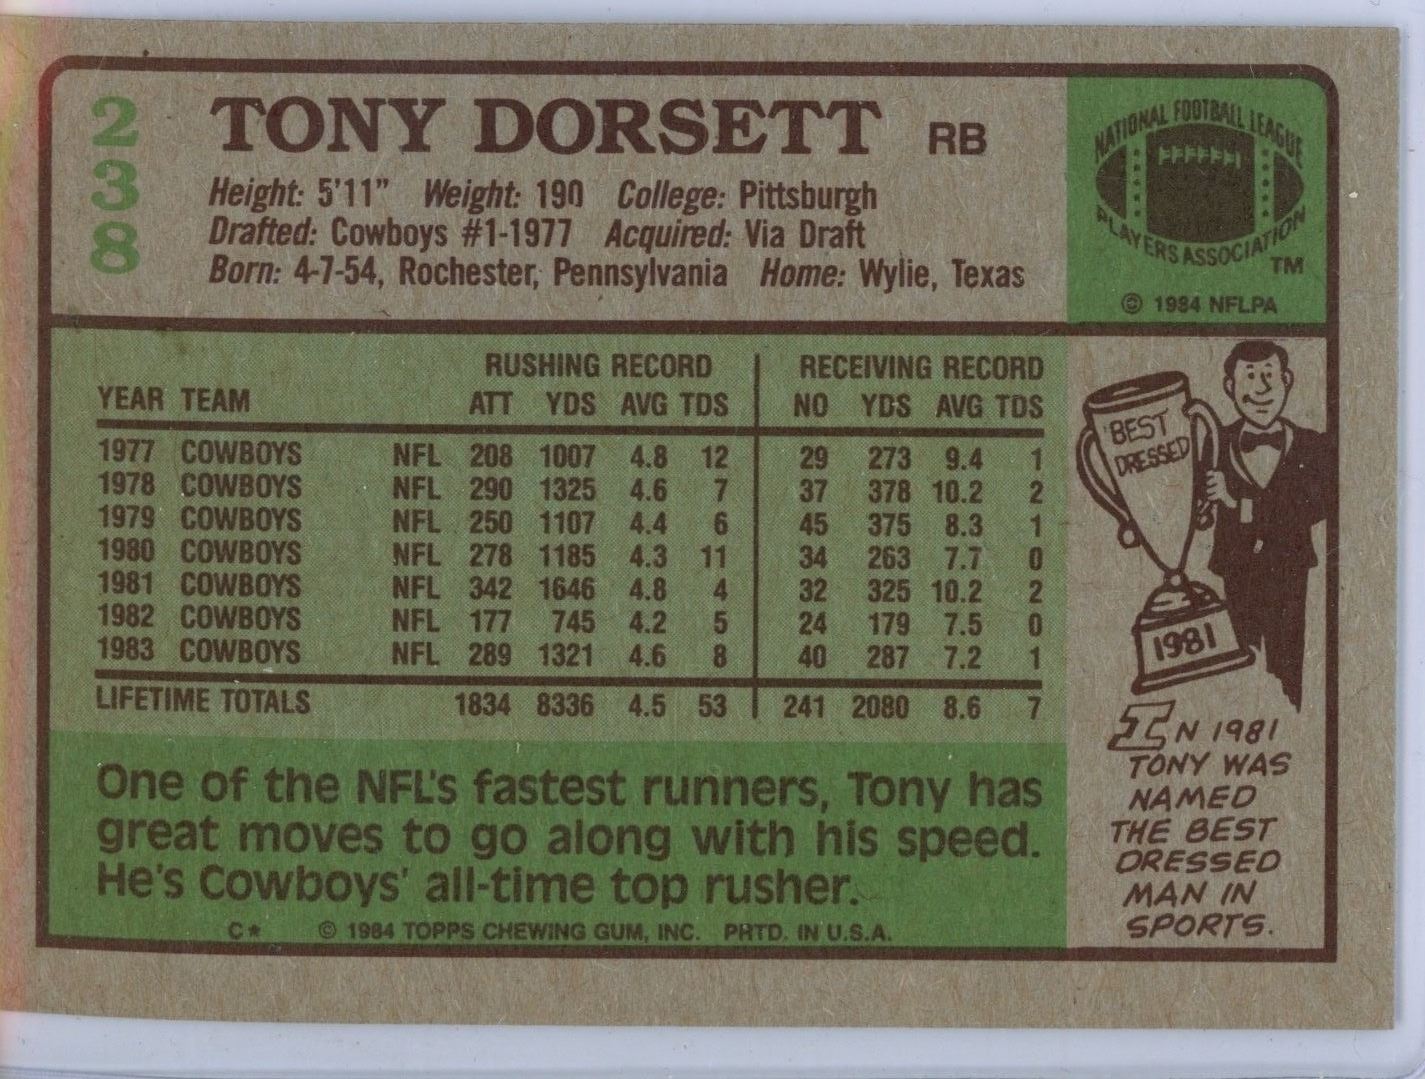 238
TONY DORSETT RB
Height: 5'11" Weight: 190 College: Pittsburgh
Drafted: Cowboys #1-1977 Acquired: Via Draft
Born: 4-7-54, Rochester, Pennsylvania Home: Wylie, Texas
NATIONAL FOOTBALL LEAGUE
PLAYERS ASSOCIATION
TM
© 1984 NFLPA
RUSHING RECORD RECEIVING RECORD
YEAR TEAM ATT YDS AVG TDS NO YDS AVG TDS
1977 COWBOYS NFL 208 1007 4.8 12 29 273 9.4 1
1978 COWBOYS NFL 290 1325 4.6 7 37 378 10.2 2
1979 COWBOYS NFL 250 1107 4.4 6 45 375 8.3 1
1980 COWBOYS NFL 278 1185 4.3 11 34 263 7.7 0
1981 COWBOYS NFL 342 1646 4.8 4 32 325 10.2 2
1982 COWBOYS NFL 177 745 4.2 5 24 179 7.5 0
1983 COWBOYS NFL 289 1321 4.6 8 40 287 7.2 1
LIFETIME TOTALS 1834 8336 4.5 53 241 2080 8.6 7
One of the NFL's fastest runners, Tony has
great moves to go along with his speed.
He's Cowboys' all-time top rusher.
C* © 1984 TOPPS CHEWING GUM, INC. PRTD. IN U.S.A.
BEST
DRESSED
1981
IN 1981
TONY WAS
NAMED
THE BEST
DRESSED
MAN IN
SPORTS.